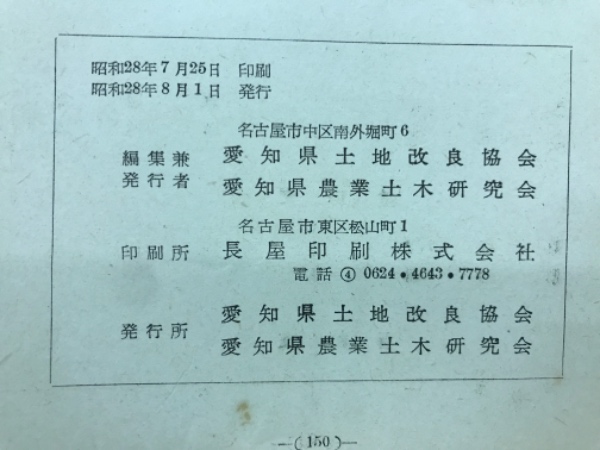 昭和28年7月25日 印刷
昭和28年8月1日 発行
名古屋市中区南外堀町6
編集兼 愛知県土地改良協会
発行者 愛知県農業土木研究会
名古屋市東区松山町1
印刷所 長屋印刷株式会社
電話 ④ 0624・4643・7778
愛知県土地改良協会
発行所 愛知県農業土木研究会
—(150)—